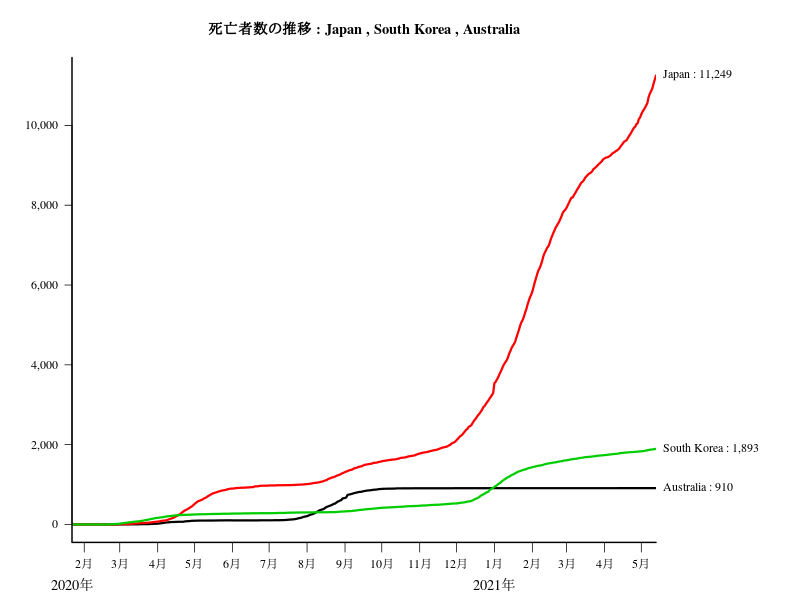 死亡者数の推移 : Japan , South Korea , Australia
Japan : 11,249
10,000
8,000
6,000
4,000
2,000
South Korea : 1,893
Australia : 910
0
2月 3月 4月 5月 6月 7月 8月 9月 10月 11月 12月 1月 2月 3月 4月 5月
2020年 2021年